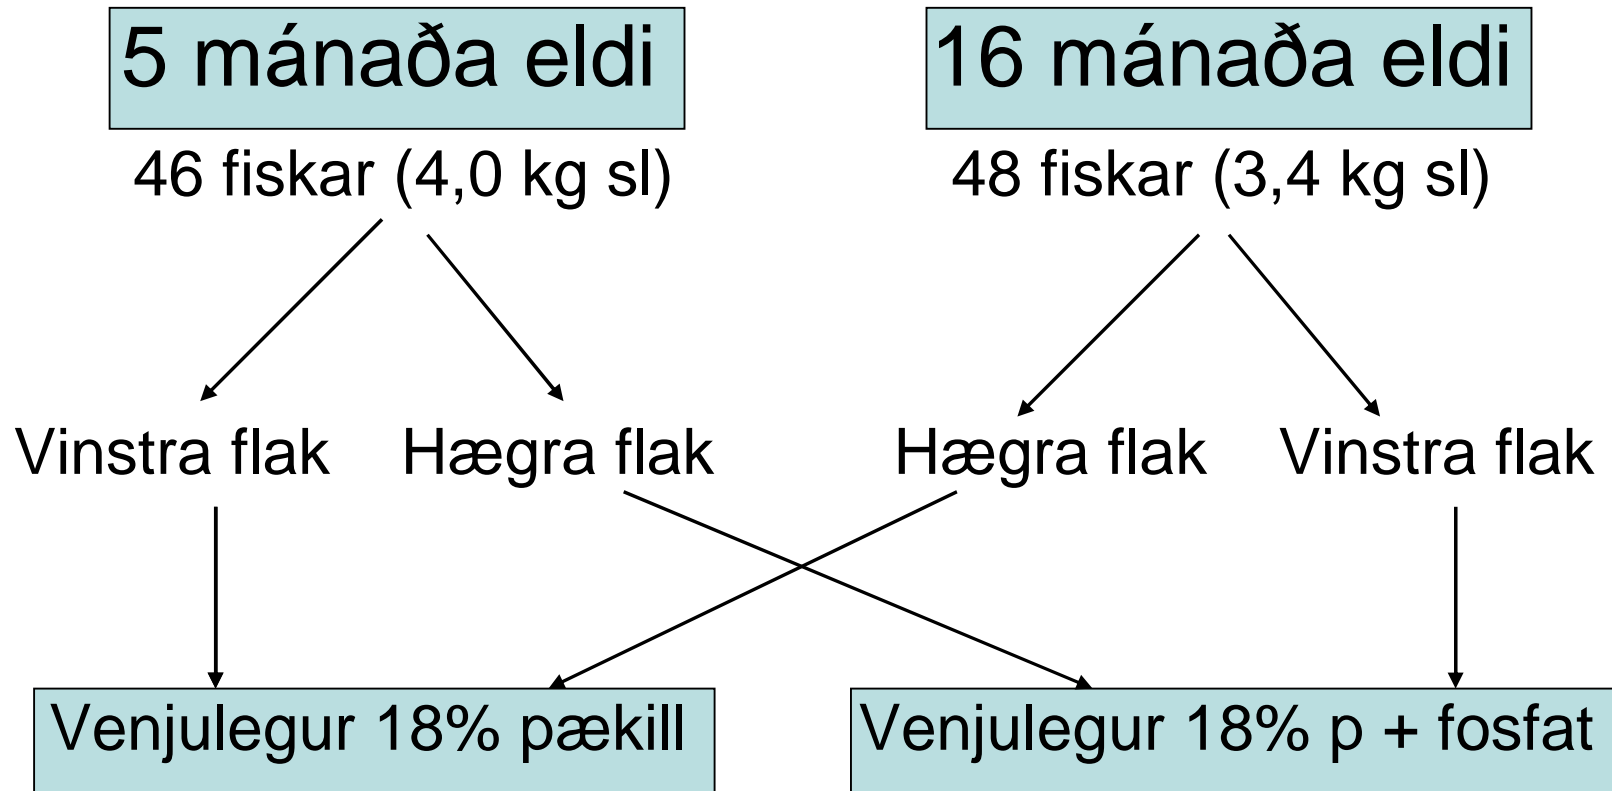 5 mánaða eldi
16 mánaða eldi
46 fiskar (4,0 kg sl)
48 fiskar (3,4 kg sl)
Vinstra flak
Hægra flak
Hægra flak
Vinstra flak
Venjulegur 18% pækill
Venjulegur 18% p + fosfat